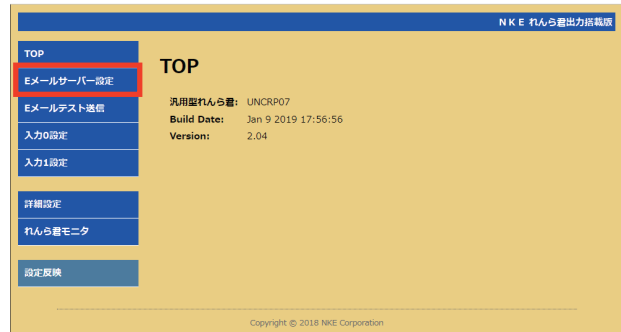 NKE れんら君出力搭載版
TOP
Eメールサーバー設定
Eメールテスト送信
入力0設定
入力1設定
詳細設定
れんら君モニタ
設定反映
TOP
汎用型れんら君: UNCRP07
Build Date: Jan 9 2019 17:56:56
Version: 2.04
Copyright © 2018 NKE Corporation